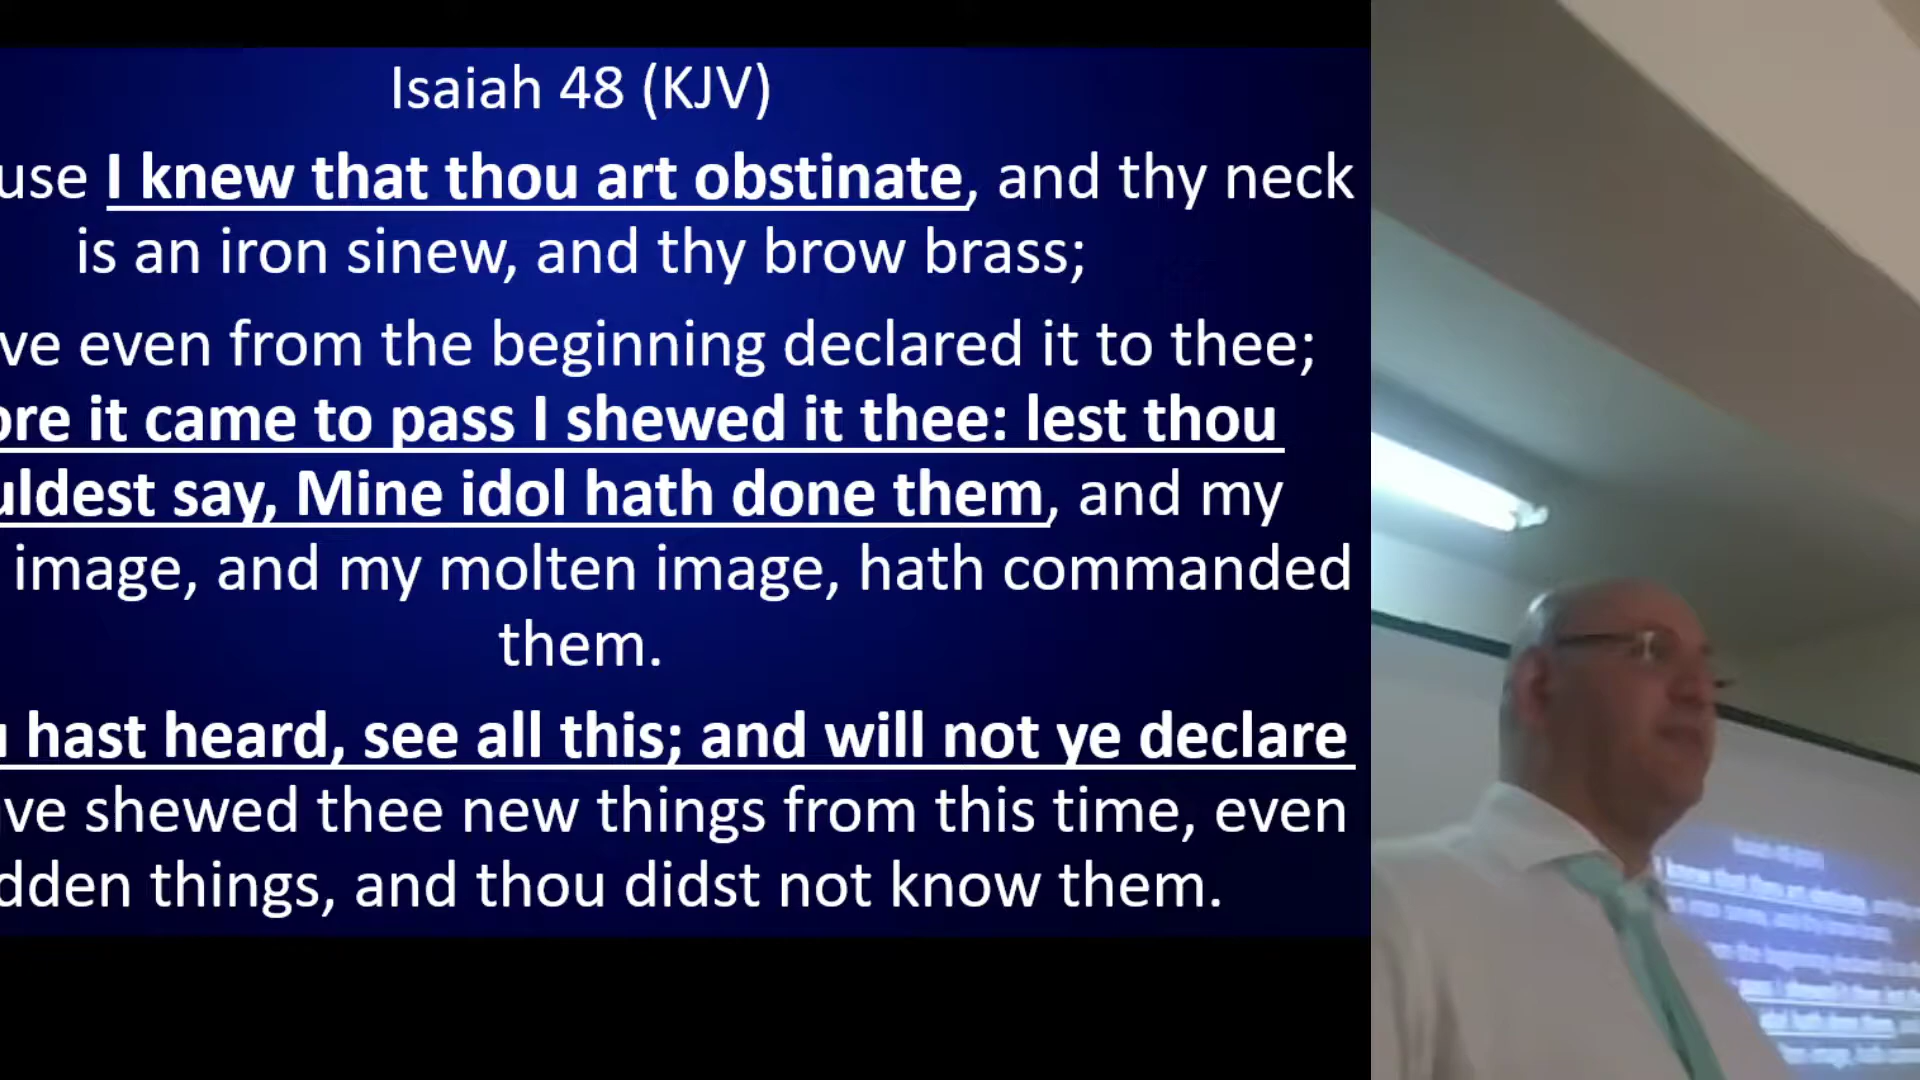 Isaiah 48 (KJV)
use I knew that thou art obstinate, and thy neck
is an iron sinew, and thy brow brass;
ve even from the beginning declared it to thee;
ore it came to pass I shewed it thee: lest thou
uldest say, Mine idol hath done them, and my
image, and my molten image, hath commanded
them.
u hast heard, see all this; and will not ye declare
ve shewed thee new things from this time, even
dden things, and thou didst not know them.